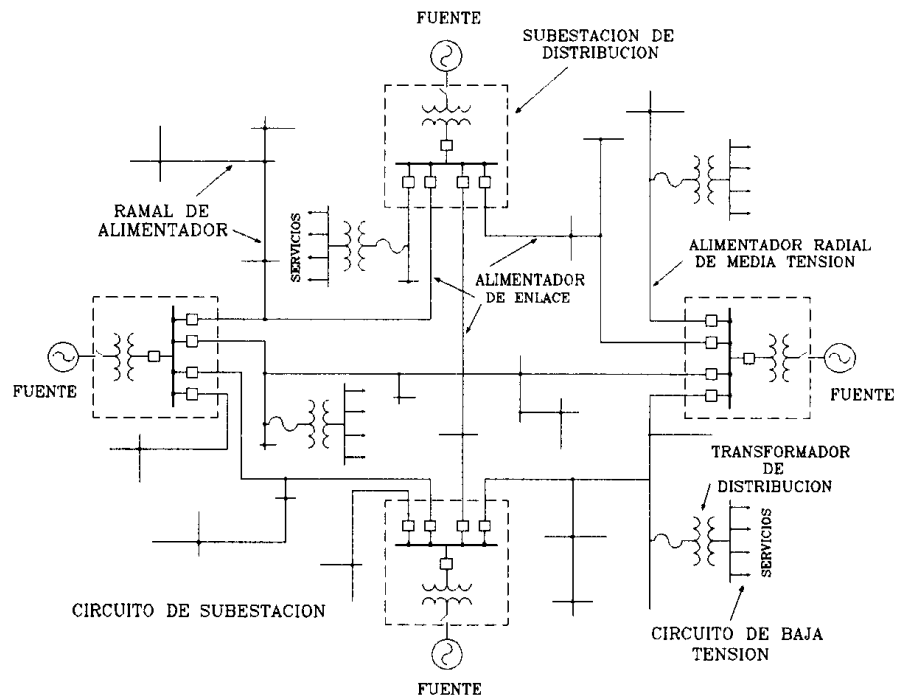 FUENTE
SUBESTACION DE
DISTRIBUCION
RAMAL DE
ALIMENTADOR
SERVICIOS
ALIMENTADOR
DE ENLACE
ALIMENTADOR RADIAL
DE MEDIA TENSION
FUENTE
FUENTE
TRANSFORMADOR
DE
DISTRIBUCION
SERVICIOS
CIRCUITO DE SUBESTACION
CIRCUITO DE BAJA
TENSION
FUENTE